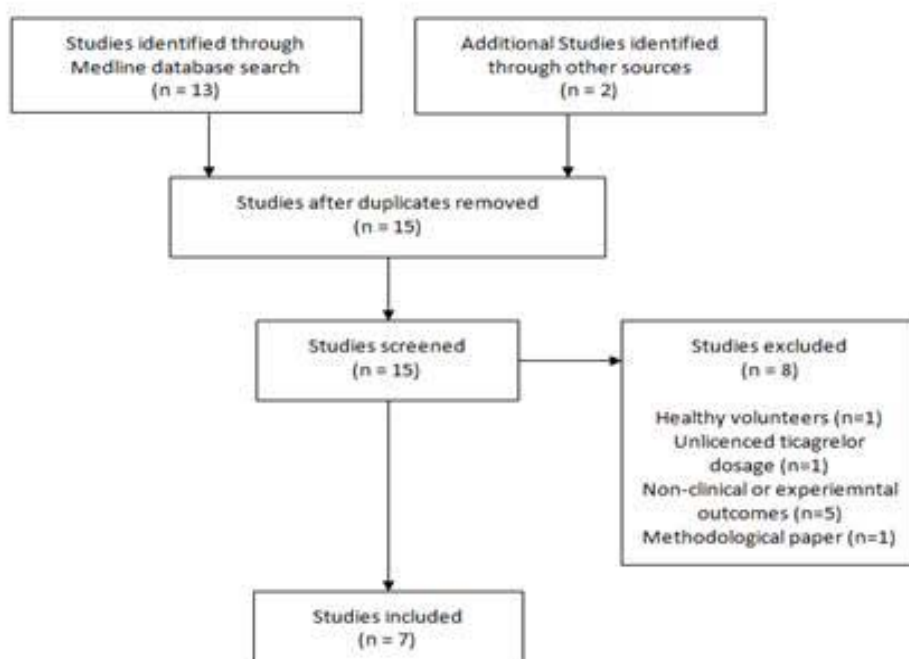 Studies identified through
Medline database search
(n = 13)
Additional Studies identified
through other sources
(n = 2)
Studies after duplicates removed
(n = 15)
Studies screened
(n = 15)
Studies excluded
(n = 8)
Healthy volunteers (n=1)
Unlicenced ticagrelor
dosage (n=1)
Non-clinical or experiemntal
outcomes (n=5)
Methodological paper (n=1)
Studies included
(n = 7)